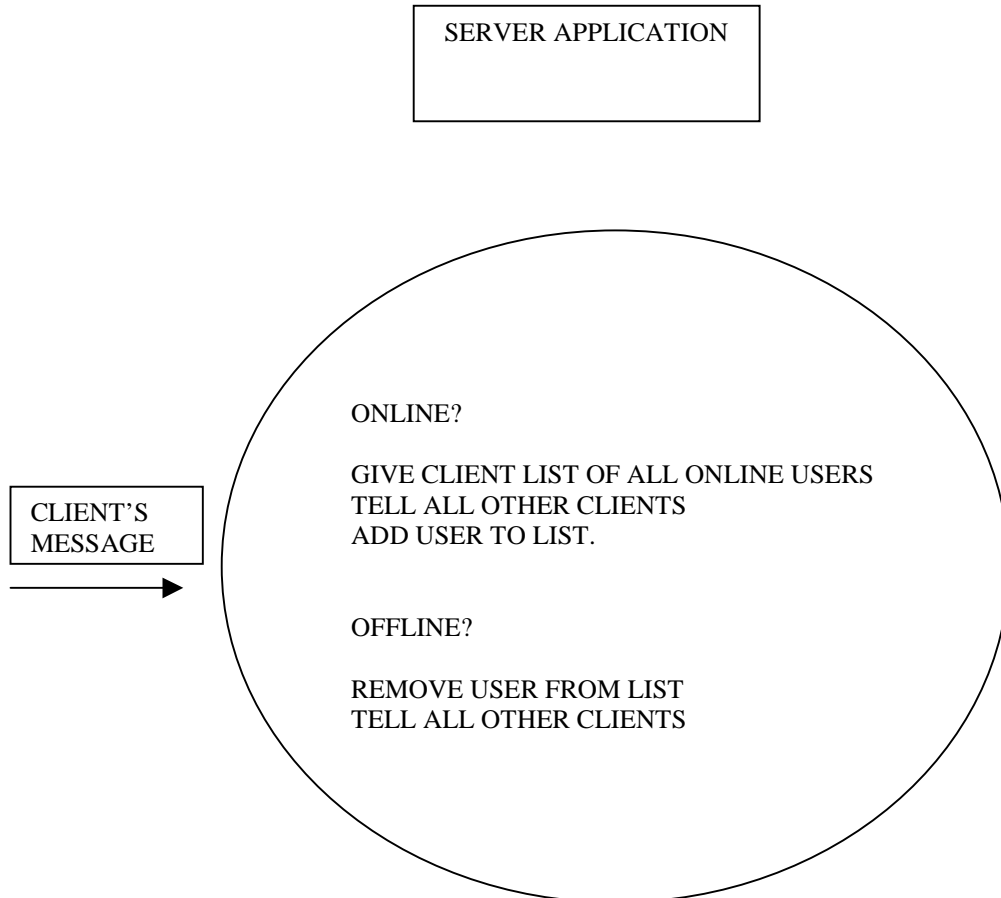 SERVER APPLICATION
ONLINE?
GIVE CLIENT LIST OF ALL ONLINE USERS
TELL ALL OTHER CLIENTS
ADD USER TO LIST.
CLIENT’S
MESSAGE
OFFLINE?
REMOVE USER FROM LIST
TELL ALL OTHER CLIENTS